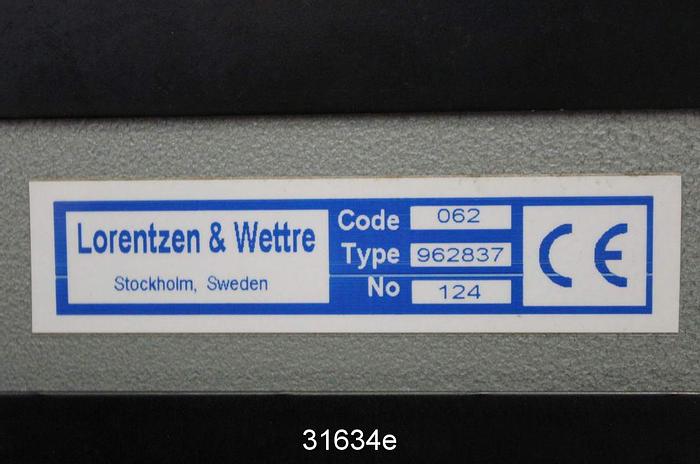 Lorentzen & Wettre
Stockholm, Sweden
Code 062
Type 962837
No 124
CE
31634e